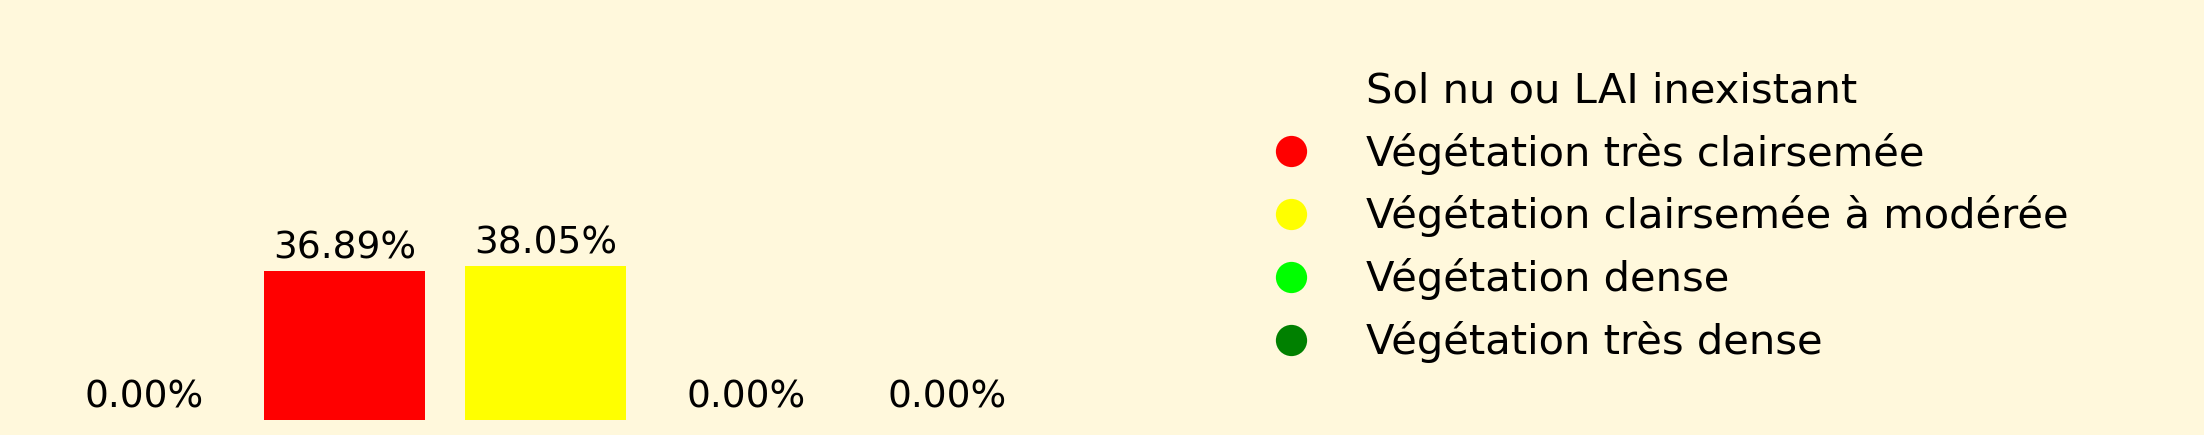 Sol nu ou LAI inexistant
Végétation très clairsemée
Végétation clairsemée à modérée
Végétation dense
Végétation très dense
36.89%
38.05%
0.00%
0.00%
0.00%